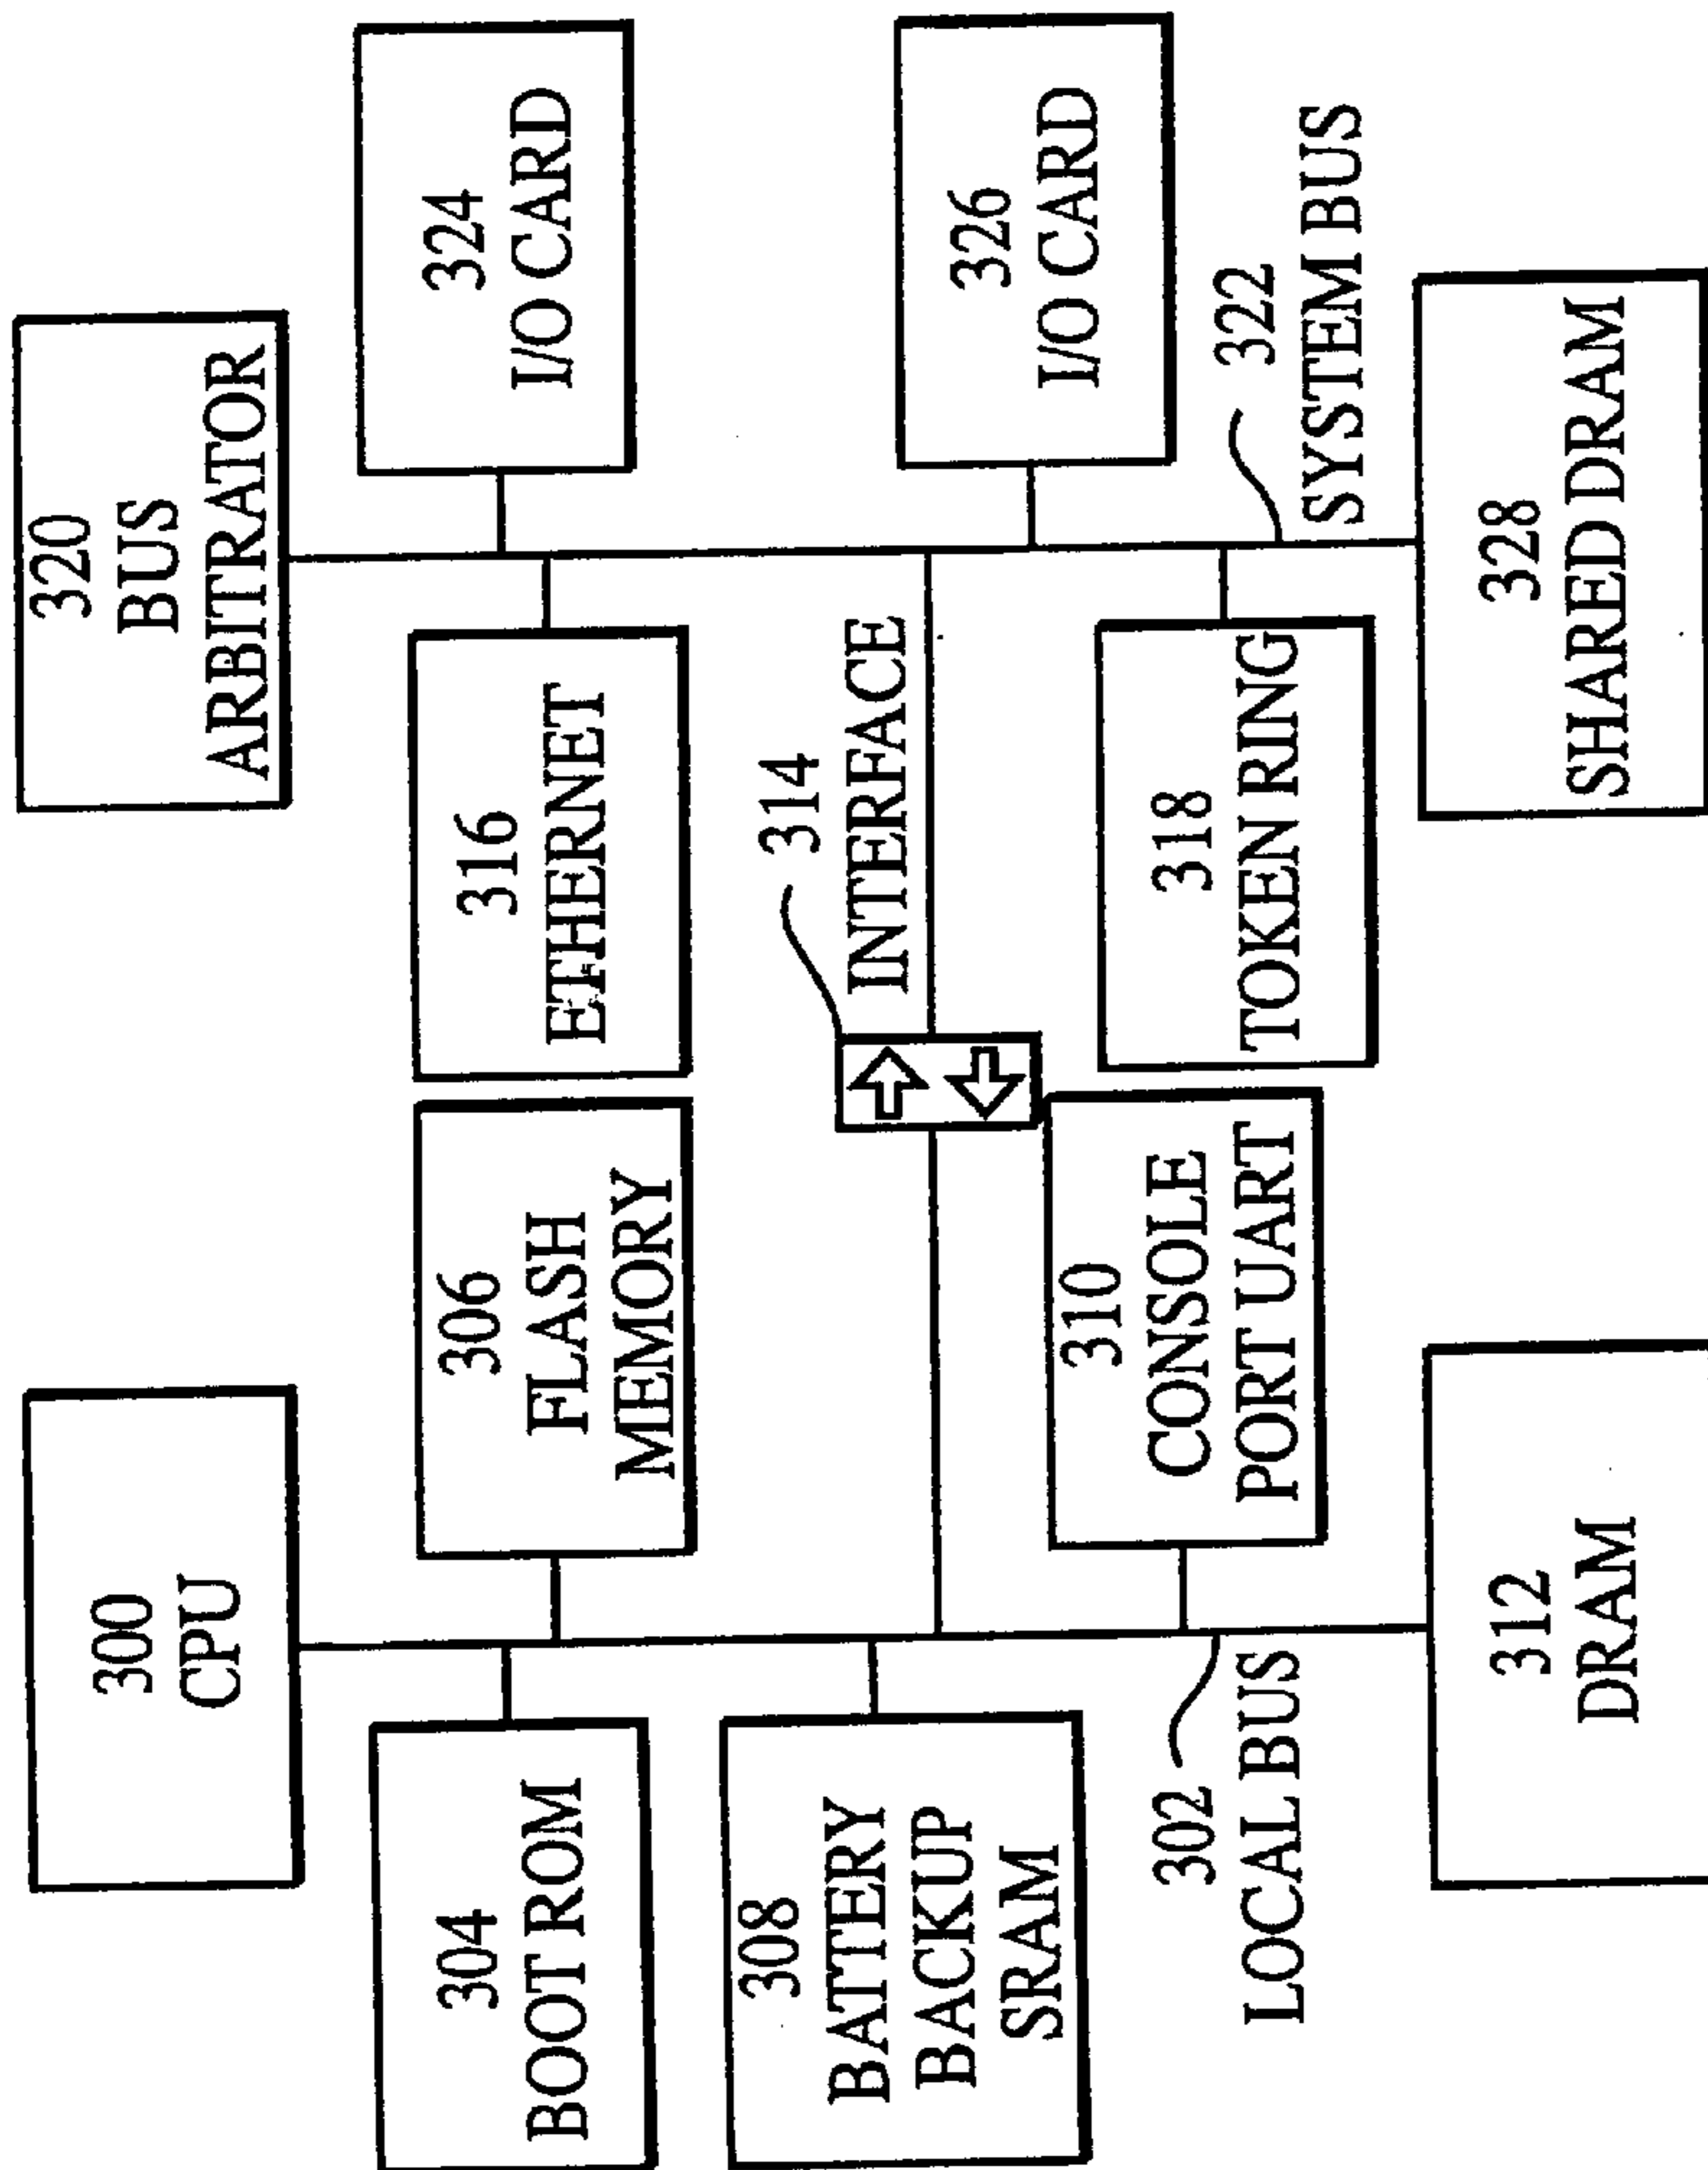 300
CPU
320
BUS
ARBITRATOR
304
BOOT ROM
306
FLASH
MEMORY
316
ETHERNET
324
I/O CARD
308
BATTERY
BACKUP
SRAM
314
INTERFACE
310
CONSOLE
PORT UART
318
TOKEN RING
326
I/O CARD
302
LOCAL BUS
322
SYSTEM BUS
312
DRAM
328
SHARED DRAM